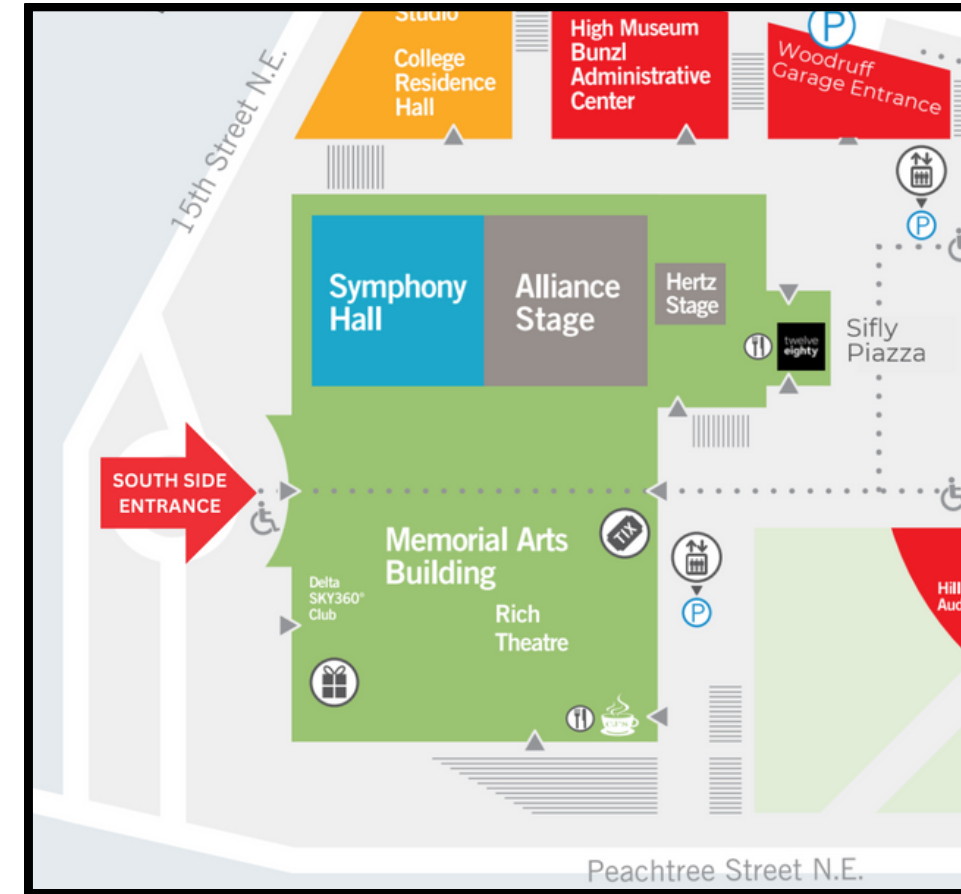 Studio
College
Residence
Hall
High Museum
Bunzl
Administrative
Center
P
Woodruff
Garage Entrance
15th Street N.E.
P
Symphony
Hall
Alliance
Stage
Hertz
Stage
twelve
eighty
Sifly
Piazza
SOUTH SIDE
ENTRANCE
Memorial Arts
Building
TIX
Delta
SKY360°
Club
Rich
Theatre
P
Hill
Aud
Peachtree Street N.E.